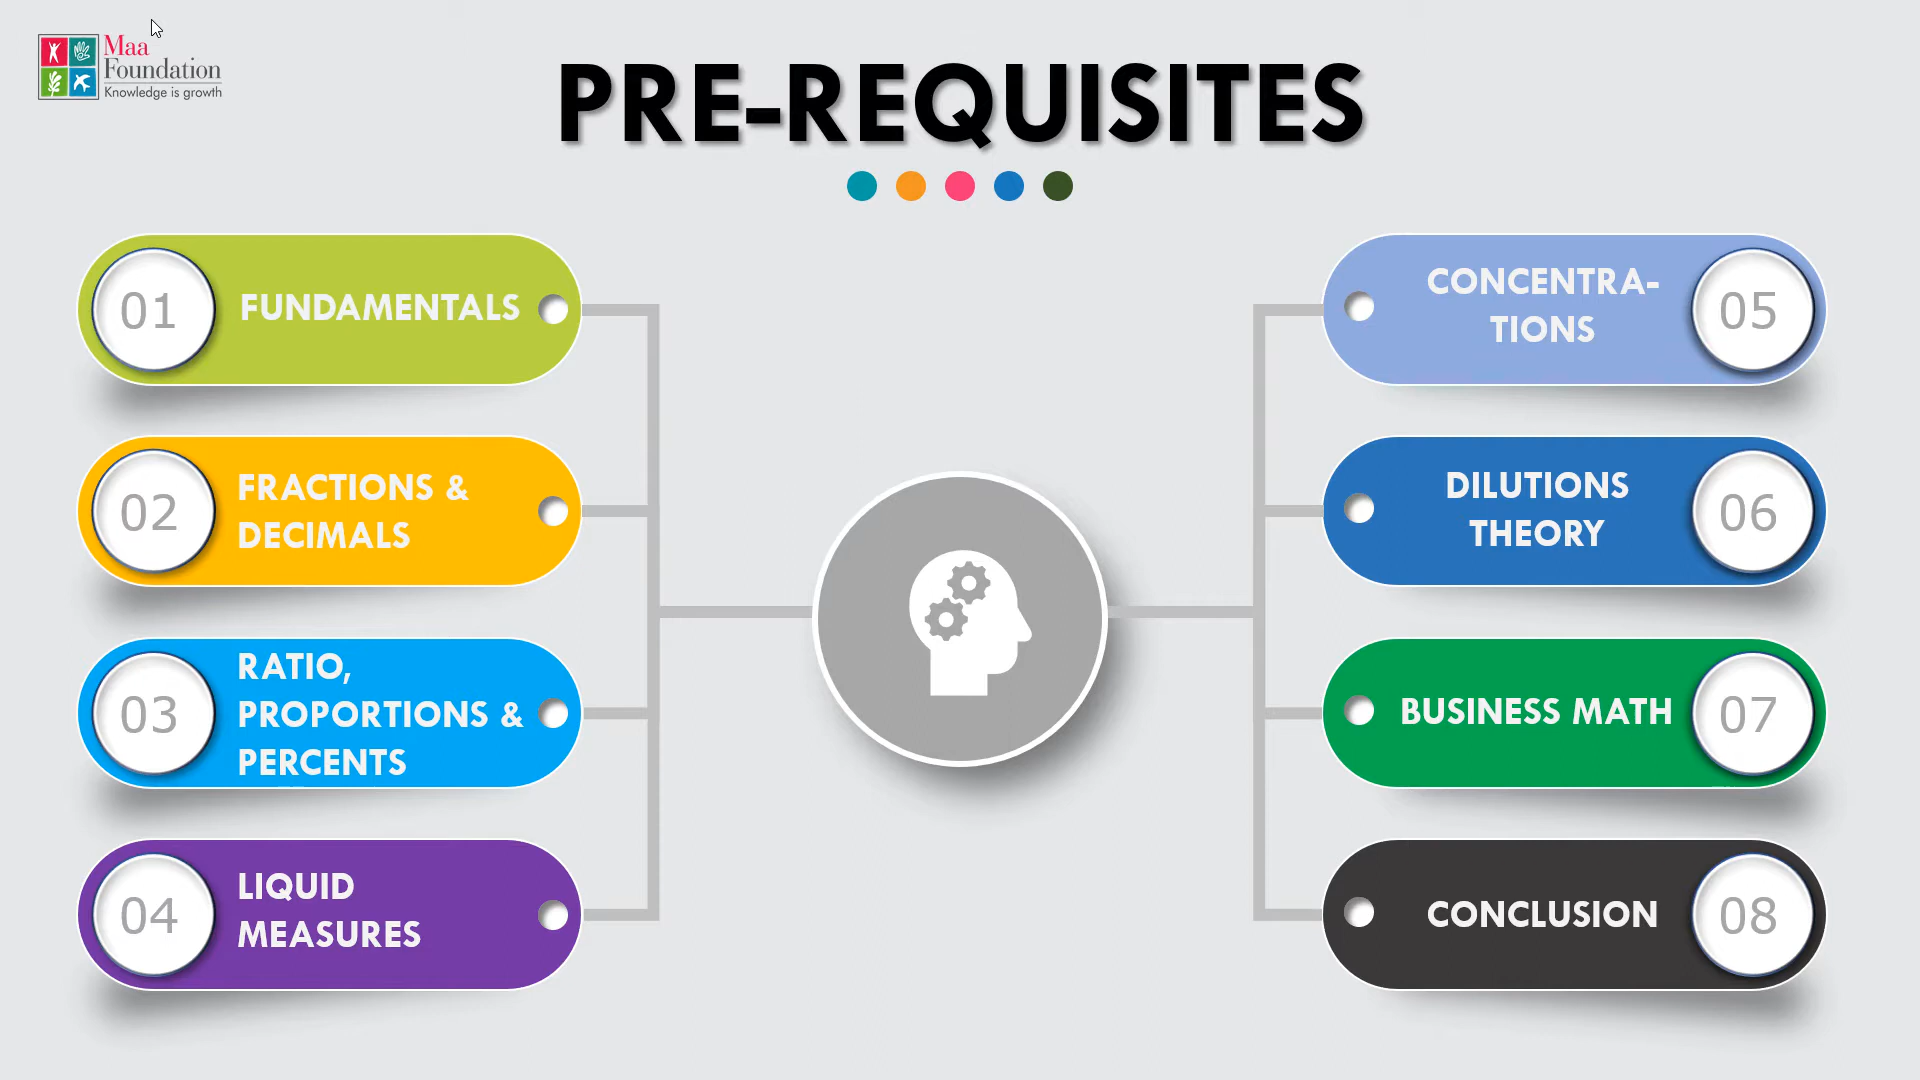 Maa
Foundation
Knowledge is growth
PRE-REQUISITES
01
FUNDAMENTALS
02
FRACTIONS &
DECIMALS
03
RATIO,
PROPORTIONS &
PERCENTS
04
LIQUID
MEASURES
CONCENTRA-
TIONS
05
DILUTIONS
THEORY
06
BUSINESS MATH
07
CONCLUSION
08